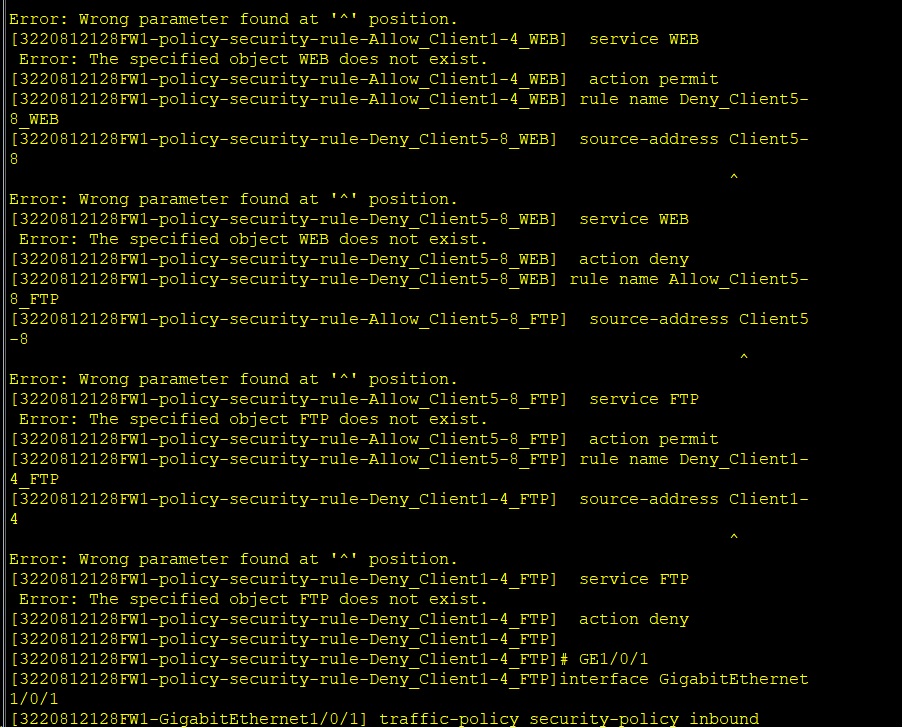 Error: Wrong parameter found at '^' position.
[3220812128FW1-policy-security-rule-Allow_Client1-4_WEB]  service WEB
 Error: The specified object WEB does not exist.
[3220812128FW1-policy-security-rule-Allow_Client1-4_WEB]  action permit
[3220812128FW1-policy-security-rule-Allow_Client1-4_WEB] rule name Deny_Client5-
8_WEB
[3220812128FW1-policy-security-rule-Deny_Client5-8_WEB]  source-address Client5-
8
^
Error: Wrong parameter found at '^' position.
[3220812128FW1-policy-security-rule-Deny_Client5-8_WEB]  service WEB
 Error: The specified object WEB does not exist.
[3220812128FW1-policy-security-rule-Deny_Client5-8_WEB]  action deny
[3220812128FW1-policy-security-rule-Deny_Client5-8_WEB] rule name Allow_Client5-
8_FTP
[3220812128FW1-policy-security-rule-Allow_Client5-8_FTP]  source-address Client5
-8
^
Error: Wrong parameter found at '^' position.
[3220812128FW1-policy-security-rule-Allow_Client5-8_FTP]  service FTP
 Error: The specified object FTP does not exist.
[3220812128FW1-policy-security-rule-Allow_Client5-8_FTP]  action permit
[3220812128FW1-policy-security-rule-Allow_Client5-8_FTP] rule name Deny_Client1-
4_FTP
[3220812128FW1-policy-security-rule-Deny_Client1-4_FTP]  source-address Client1-
4
^
Error: Wrong parameter found at '^' position.
[3220812128FW1-policy-security-rule-Deny_Client1-4_FTP]  service FTP
 Error: The specified object FTP does not exist.
[3220812128FW1-policy-security-rule-Deny_Client1-4_FTP]  action deny
[3220812128FW1-policy-security-rule-Deny_Client1-4_FTP]
[3220812128FW1-policy-security-rule-Deny_Client1-4_FTP]# GE1/0/1
[3220812128FW1-policy-security-rule-Deny_Client1-4_FTP]interface GigabitEthernet
1/0/1
[3220812128FW1-GigabitEthernet1/0/1] traffic-policy security-policy inbound